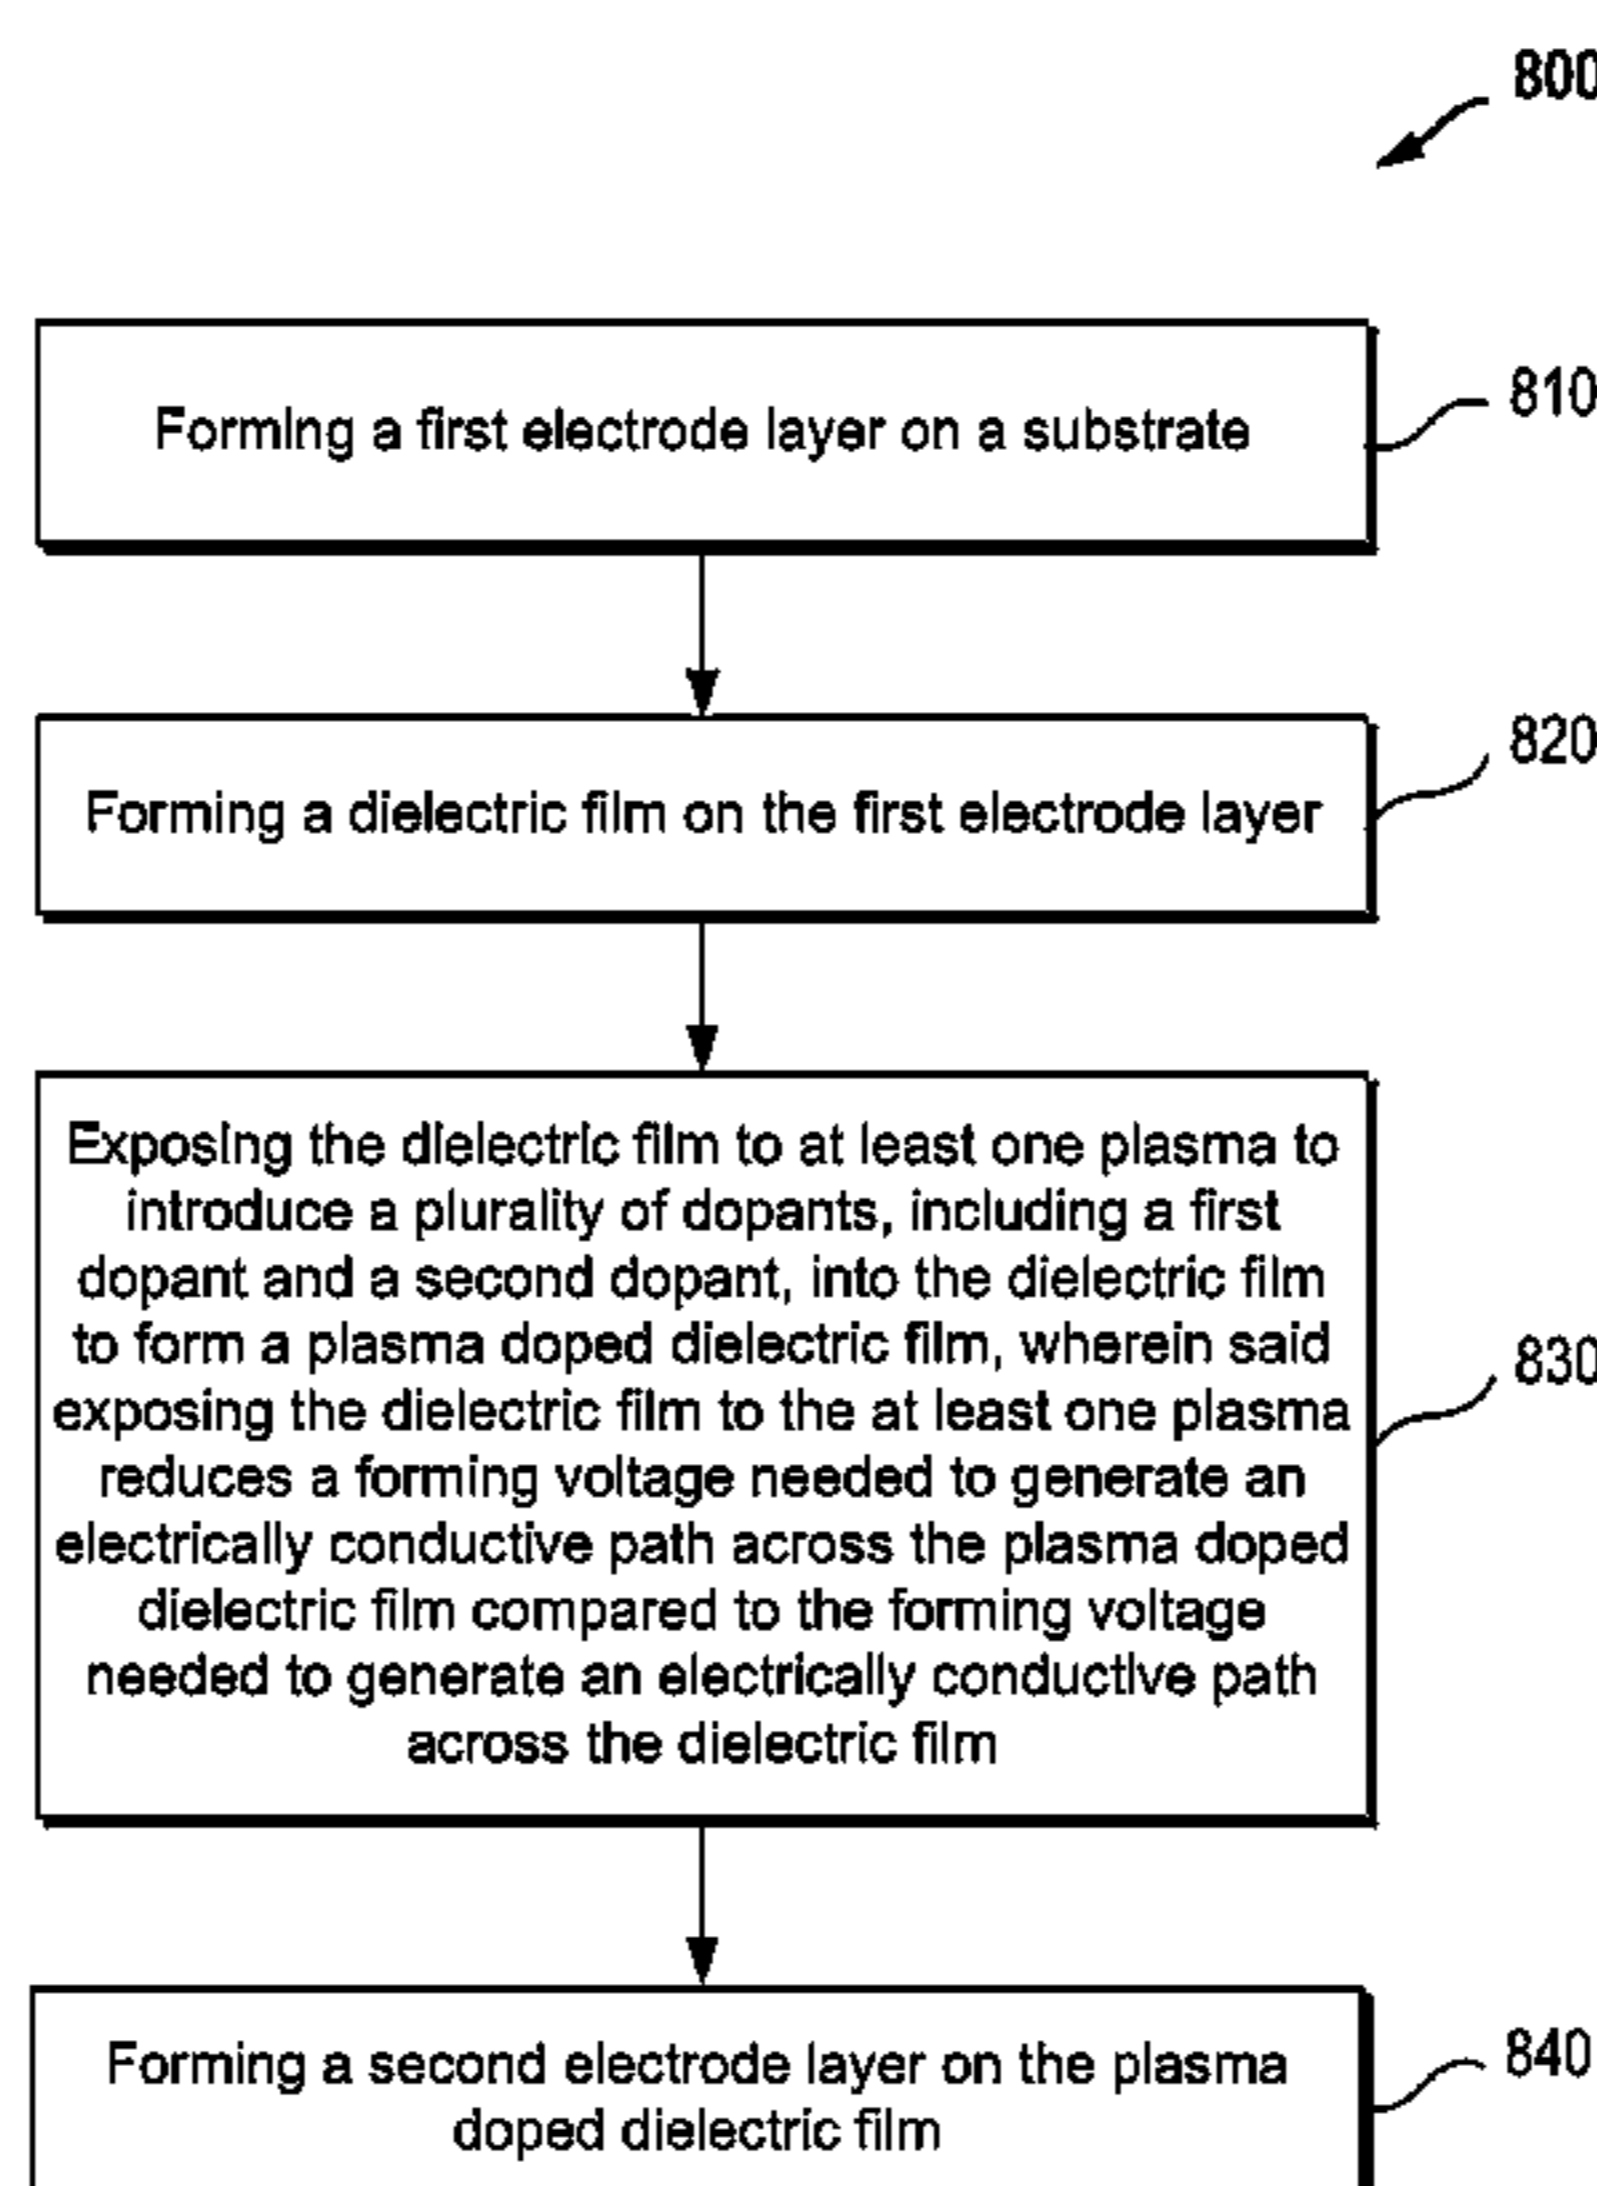 800
Forming a first electrode layer on a substrate
810
Forming a dielectric film on the first electrode layer
820
Exposing the dielectric film to at least one plasma to
introduce a plurality of dopants, including a first
dopant and a second dopant, into the dielectric film
to form a plasma doped dielectric film, wherein said
exposing the dielectric film to the at least one plasma
reduces a forming voltage needed to generate an
electrically conductive path across the plasma doped
dielectric film compared to the forming voltage
needed to generate an electrically conductive path
across the dielectric film
830
Forming a second electrode layer on the plasma
doped dielectric film
840